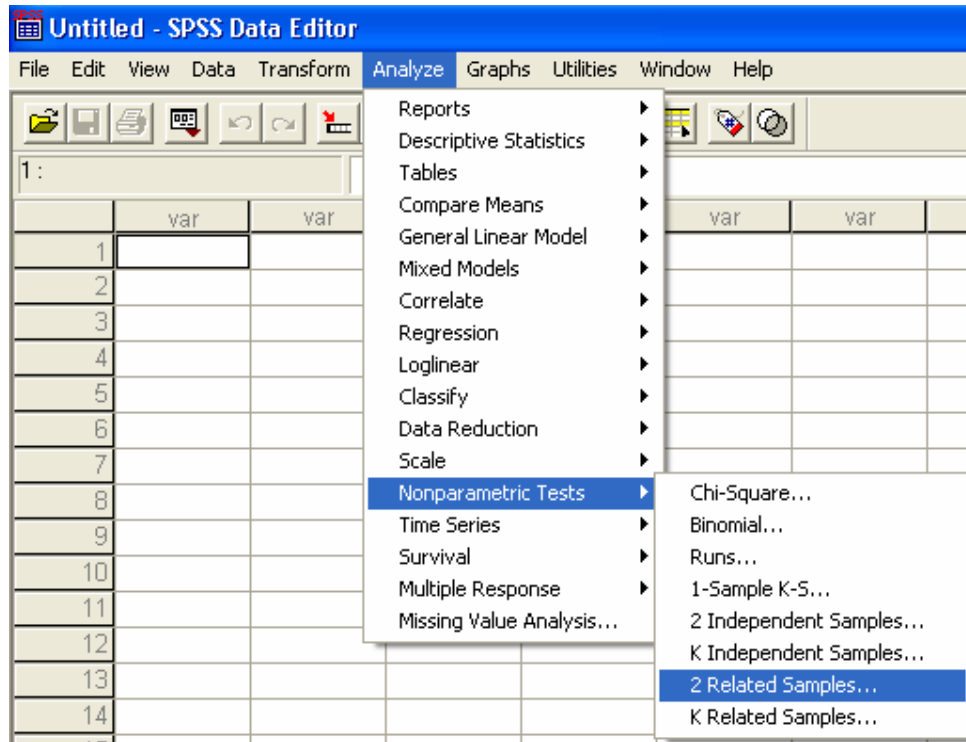 Untitled - SPSS Data Editor
File Edit View Data Transform Analyze Graphs Utilities Window Help
1 :
var var var var
Reports
Descriptive Statistics
Tables
Compare Means
General Linear Model
Mixed Models
Correlate
Regression
Loglinear
Classify
Data Reduction
Scale
Nonparametric Tests
Time Series
Survival
Multiple Response
Missing Value Analysis...
Chi-Square...
Binomial...
Runs...
1-Sample K-S...
2 Independent Samples...
K Independent Samples...
2 Related Samples...
K Related Samples...
1
2
3
4
5
6
7
8
9
10
11
12
13
14